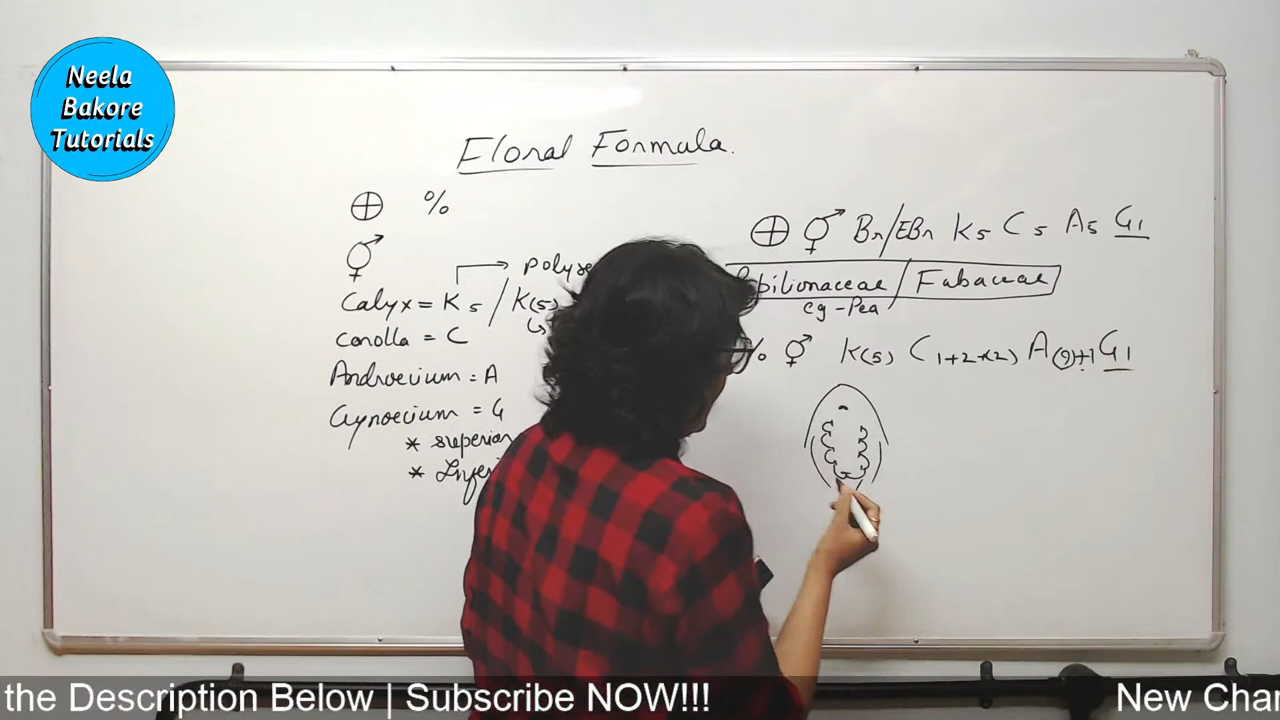 Neela
Bakore
Tutorials
Floral Formula.
⊕ %
⚥
Calyx = K5 / K(5)
Corolla = C
Androecium = A
Gynoecium = G
* superior
*
⊕ ⚥ Br/EBr K5 C5 A5 G1
/ Fabaceae
eg - Pea
% ⚥ K(5) C1+2+(2) A(9)+1 G1
the Description Below | Subscribe NOW!!!
New